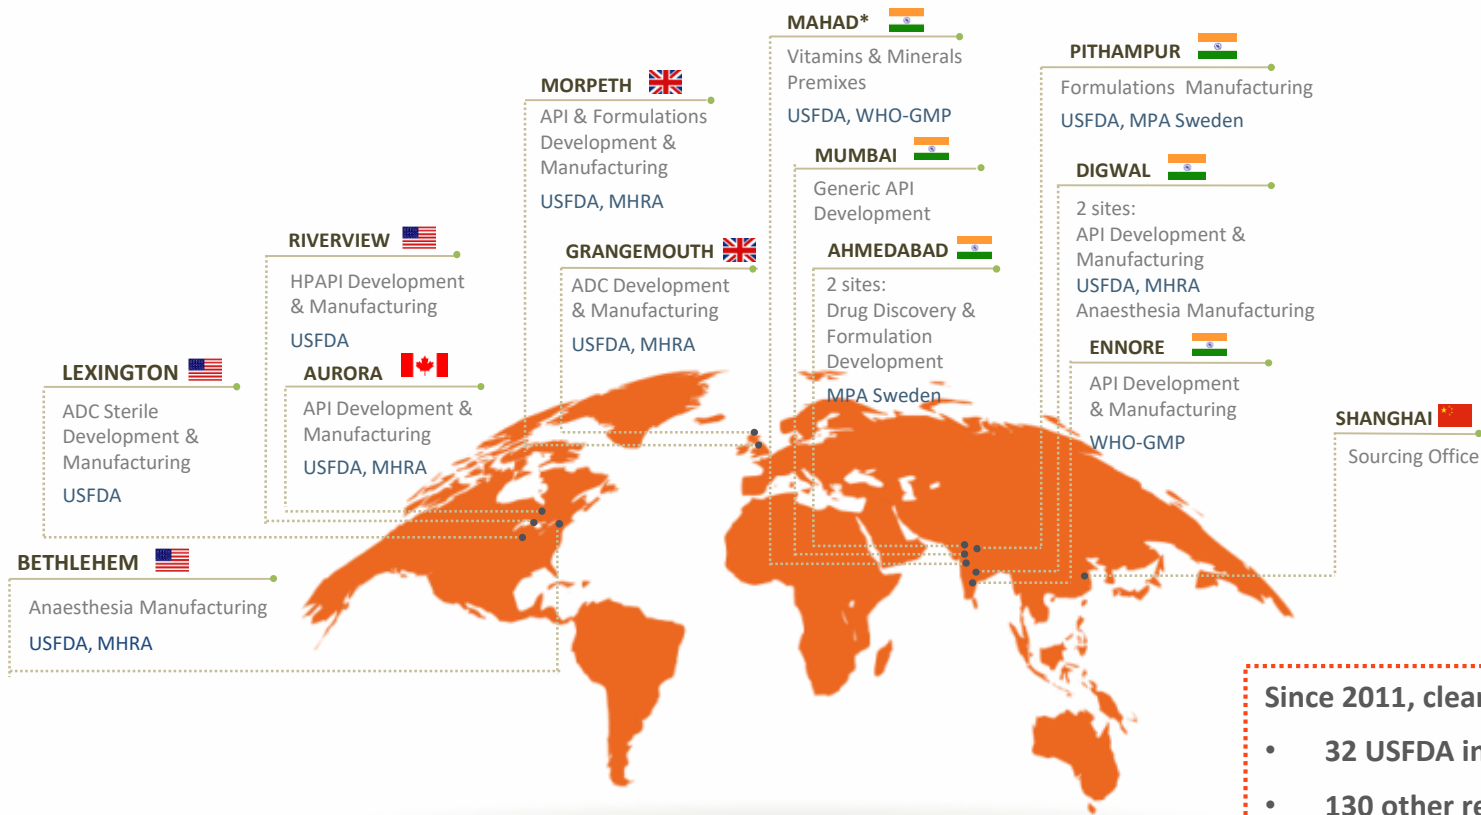 MAHAD*
Vitamins & Minerals
Premixes
USFDA, WHO-GMP
PITHAMPUR
Formulations Manufacturing
USFDA, MPA Sweden
MORPETH
API & Formulations
Development &
Manufacturing
USFDA, MHRA
MUMBAI
Generic API
Development
DIGWAL
2 sites:
API Development &
Manufacturing
USFDA, MHRA
Anaesthesia Manufacturing
RIVERVIEW
HPAPI Development
& Manufacturing
USFDA
GRANGEMOUTH
ADC Development
& Manufacturing
USFDA, MHRA
AHMEDABAD
2 sites:
Drug Discovery &
Formulation
Development
MPA Sweden
ENNORE
API Development
& Manufacturing
WHO-GMP
LEXINGTON
ADC Sterile
Development &
Manufacturing
USFDA
AURORA
API Development &
Manufacturing
USFDA, MHRA
SHANGHAI
Sourcing Office
BETHLEHEM
Anaesthesia Manufacturing
USFDA, MHRA
Since 2011,
• 32 USFDA
• 130 other